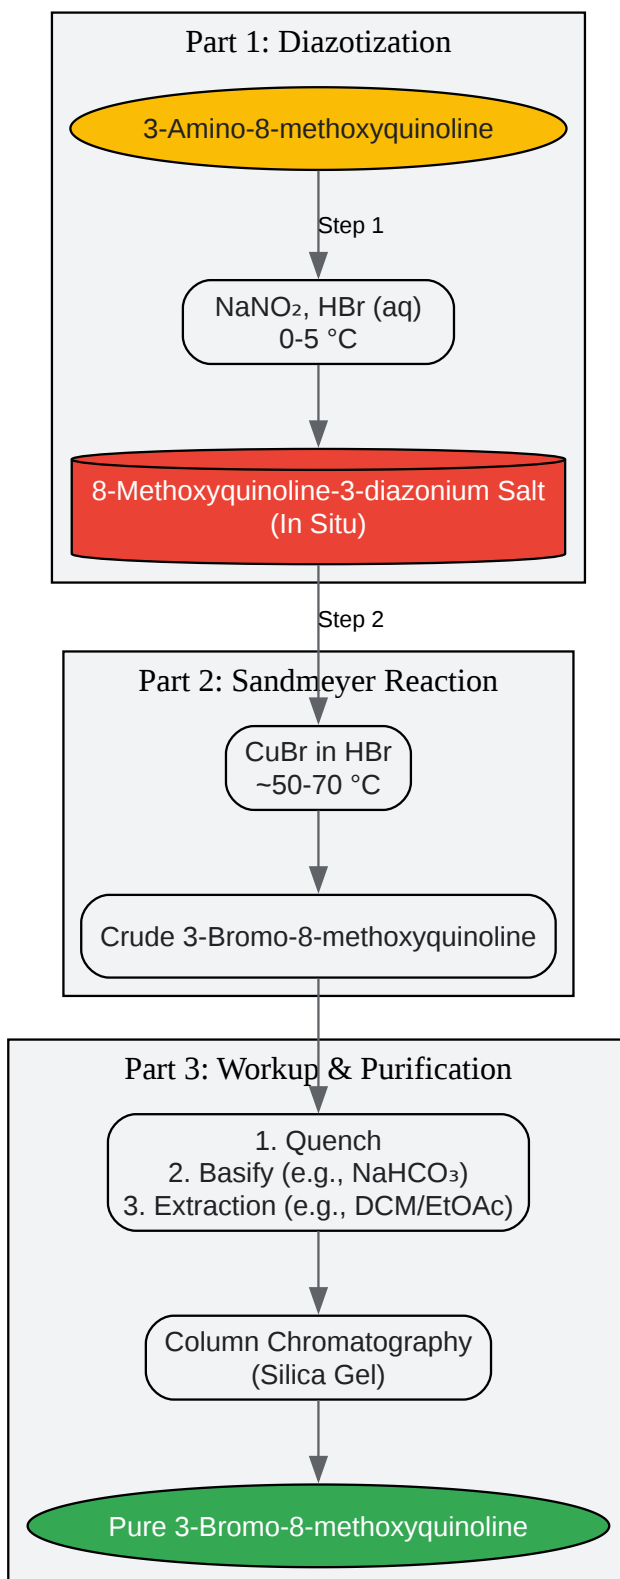 Part 1: Diazotization
3-Amino-8-methoxyquinoline
Step 1
NaNO₂, HBr (aq)
0-5 °C
8-Methoxyquinoline-3-diazonium Salt
(In Situ)
Step 2
Part 2: Sandmeyer Reaction
CuBr in HBr
~50-70 °C
Crude 3-Bromo-8-methoxyquinoline
Part 3: Workup & Purification
1. Quench
2. Basify (e.g., NaHCO₃)
3. Extraction (e.g., DCM/EtOAc)
Column Chromatography
(Silica Gel)
Pure 3-Bromo-8-methoxyquinoline